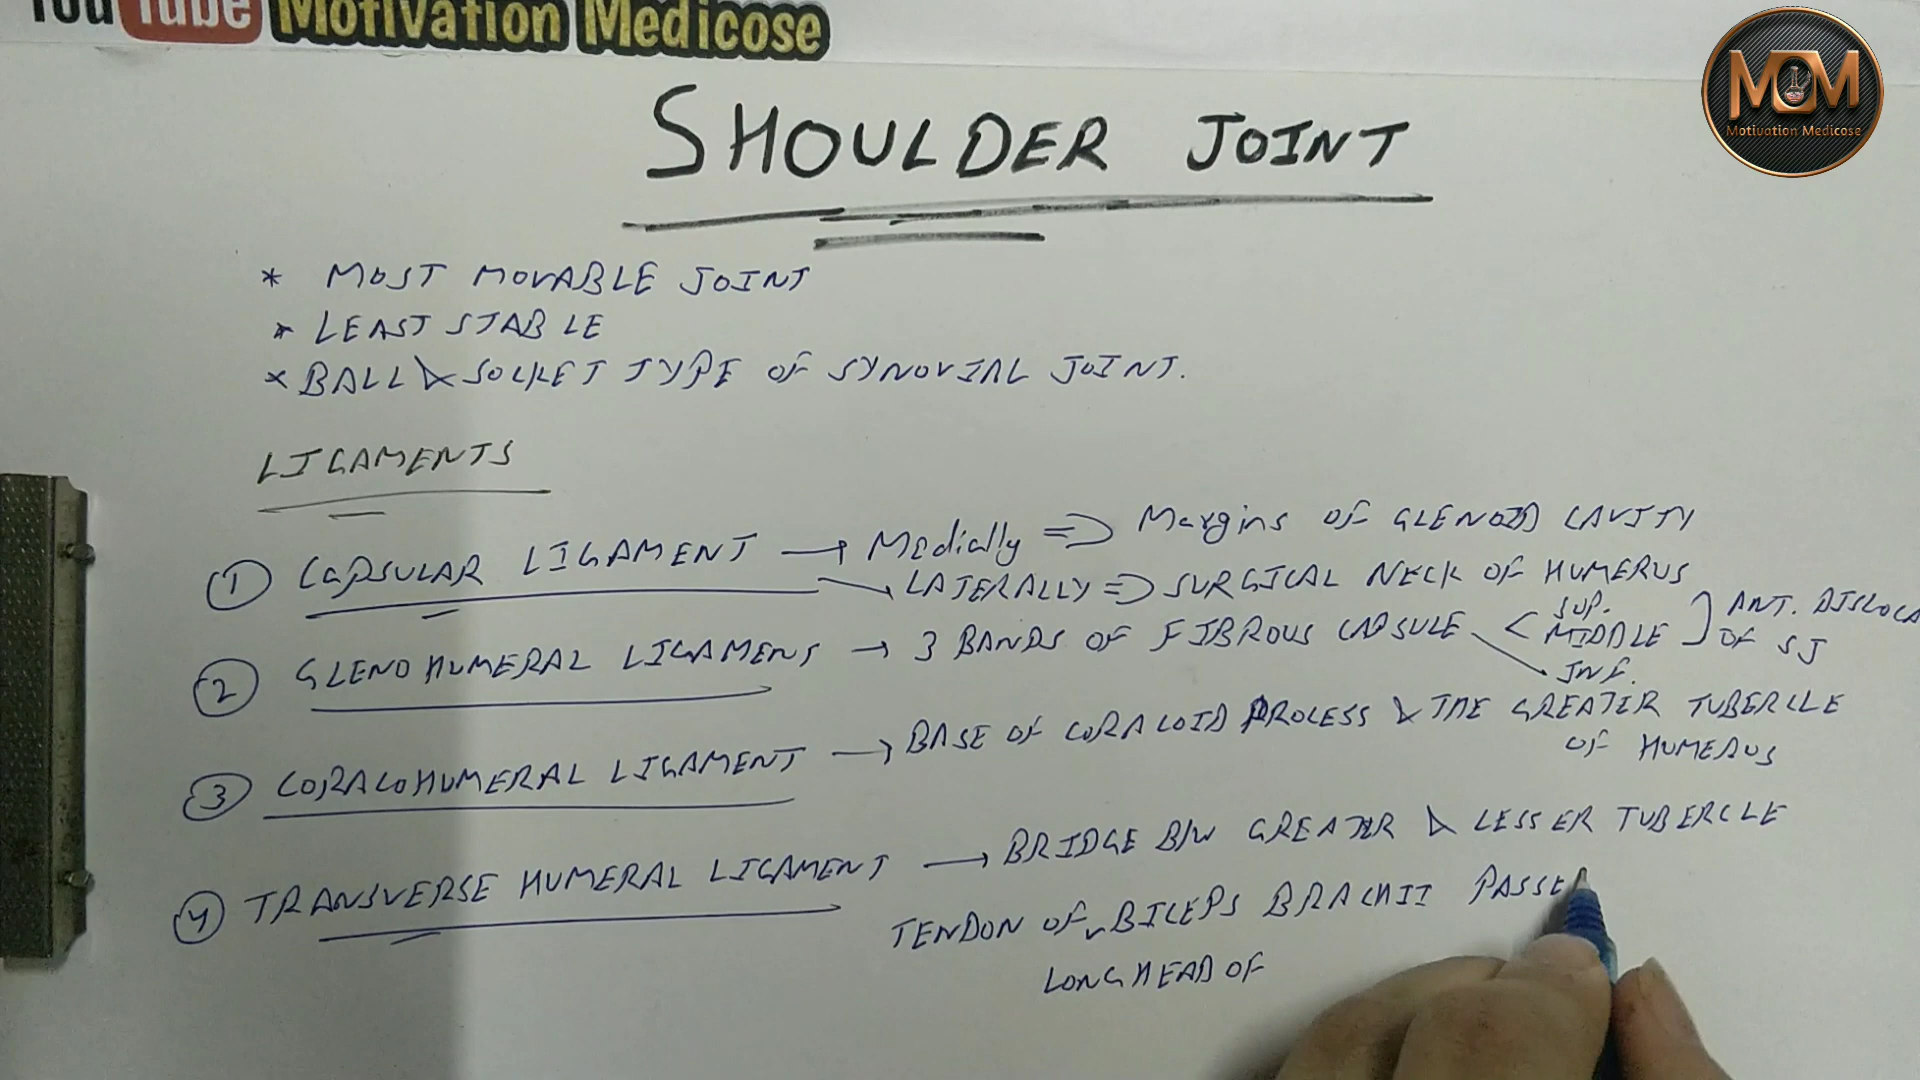 YouTube Motivation Medicose
MOM
Motivation Medicose
SHOULDER JOINT
* MOST MOVABLE JOINT
* LEAST STABLE
* BALL & SOCKET TYPE OF SYNOVIAL JOINT.
LIGAMENTS
① CAPSULAR LIGAMENT → Medially ⇒ Margins OF GLENOID CAVITY
→ LATERALLY ⇒ SURGICAL NECK OF HUMERUS
② GLENOHUMERAL LIGAMENT → 3 BANDS OF FIBROUS CAPSULE
SUP.
MIDDLE
INF.
ANT. DISLOCA
OF SJ
③ CORACOHUMERAL LIGAMENT → BASE OF CORACOID PROCESS & THE GREATER TUBERCLE
OF HUMERUS
④ TRANSVERSE HUMERAL LIGAMENT → BRIDGE B/W GREATER & LESSER TUBERCLE
TENDON OF BICEPS BRACHII PASSE
LONG HEAD OF